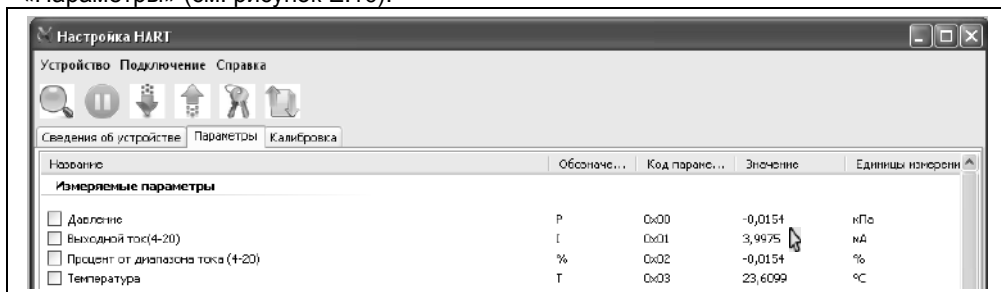 «Параметры» (см. рисунок 2.10).
Настройка HART
Устройство Подключение Справка
Сведения об устройстве Параметры Калибровка
Название Обозначе... Код параме... Значение Единицы измерени
Измеряемые параметры
Давление P 0x00 -0,0154 кПа
Выходной ток(4-20) I 0x01 3,9975 мА
Процент от диапазона тока (4-20) % 0x02 -0,0154 %
Температура T 0x03 23,6099 °C